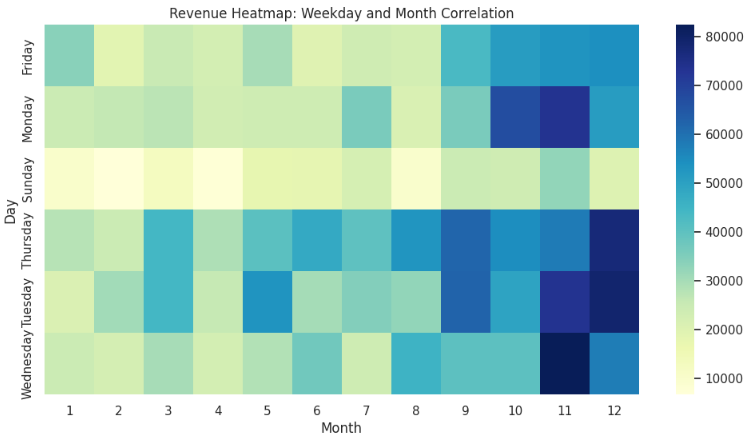 Revenue Heatmap: Weekday and Month Correlation
Day
Friday
Monday
Sunday
Thursday
Tuesday
Wednesday
1 2 3 4 5 6 7 8 9 10 11 12
Month
80000
70000
60000
50000
40000
30000
20000
10000